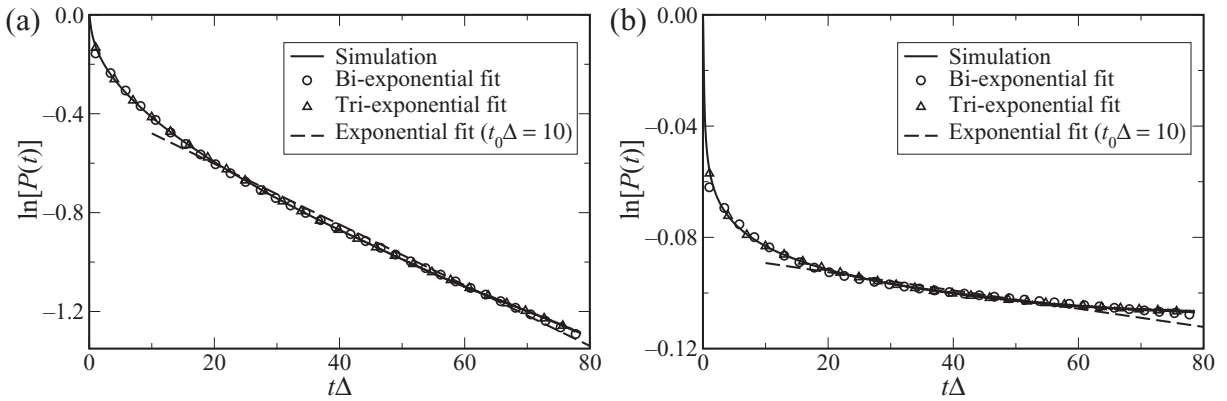 (a)
0.0
−0.4
−0.8
−1.2
ln[P(t)]
Simulation
Bi-exponential fit
Tri-exponential fit
Exponential fit (t₀Δ = 10)
0 20 40 60 80
tΔ
(b)
0.00
−0.04
−0.08
−0.12
ln[P(t)]
Simulation
Bi-exponential fit
Tri-exponential fit
Exponential fit (t₀Δ = 10)
0 20 40 60 80
tΔ